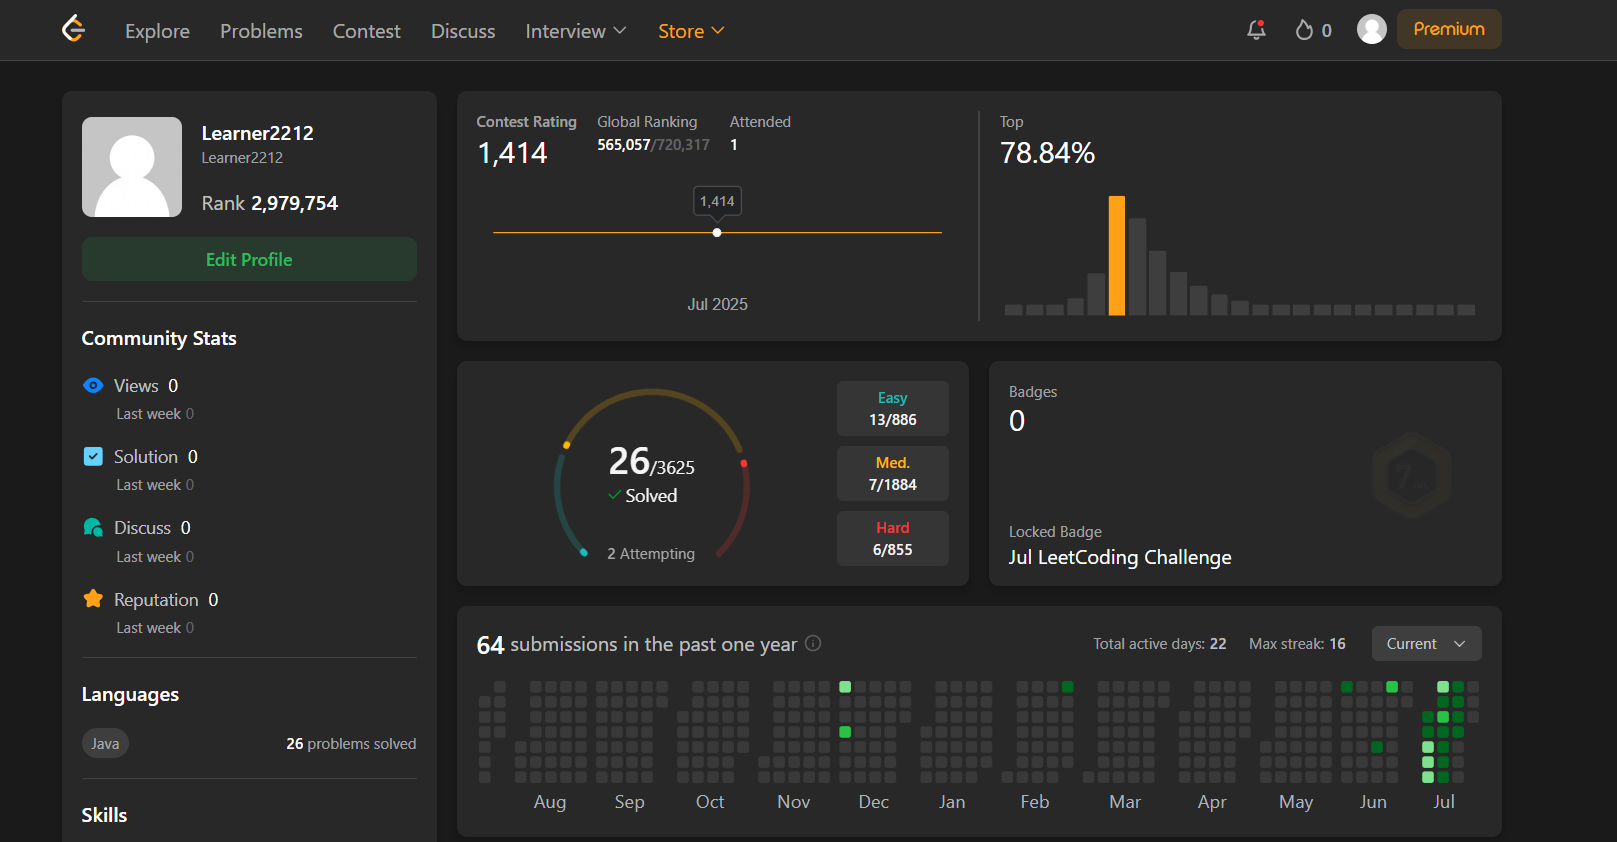 Explore Problems Contest Discuss Interview Store 0 Premium
Learner2212
Learner2212
Rank 2,979,754
Edit Profile
Community Stats
Views 0
Last week 0
Solution 0
Last week 0
Discuss 0
Last week 0
Reputation 0
Last week 0
Languages
Java 26 problems solved
Skills
Contest Rating
1,414
Global Ranking
565,057/720,317
Attended
1
1,414
Jul 2025
Top
78.84%
26/3625
Solved
2 Attempting
Easy
13/886
Med.
7/1884
Hard
6/855
Badges
0
Locked Badge
Jul LeetCoding Challenge
64 submissions in the past one year
Total active days: 22 Max streak: 16 Current
Aug Sep Oct Nov Dec Jan Feb Mar Apr May Jun Jul